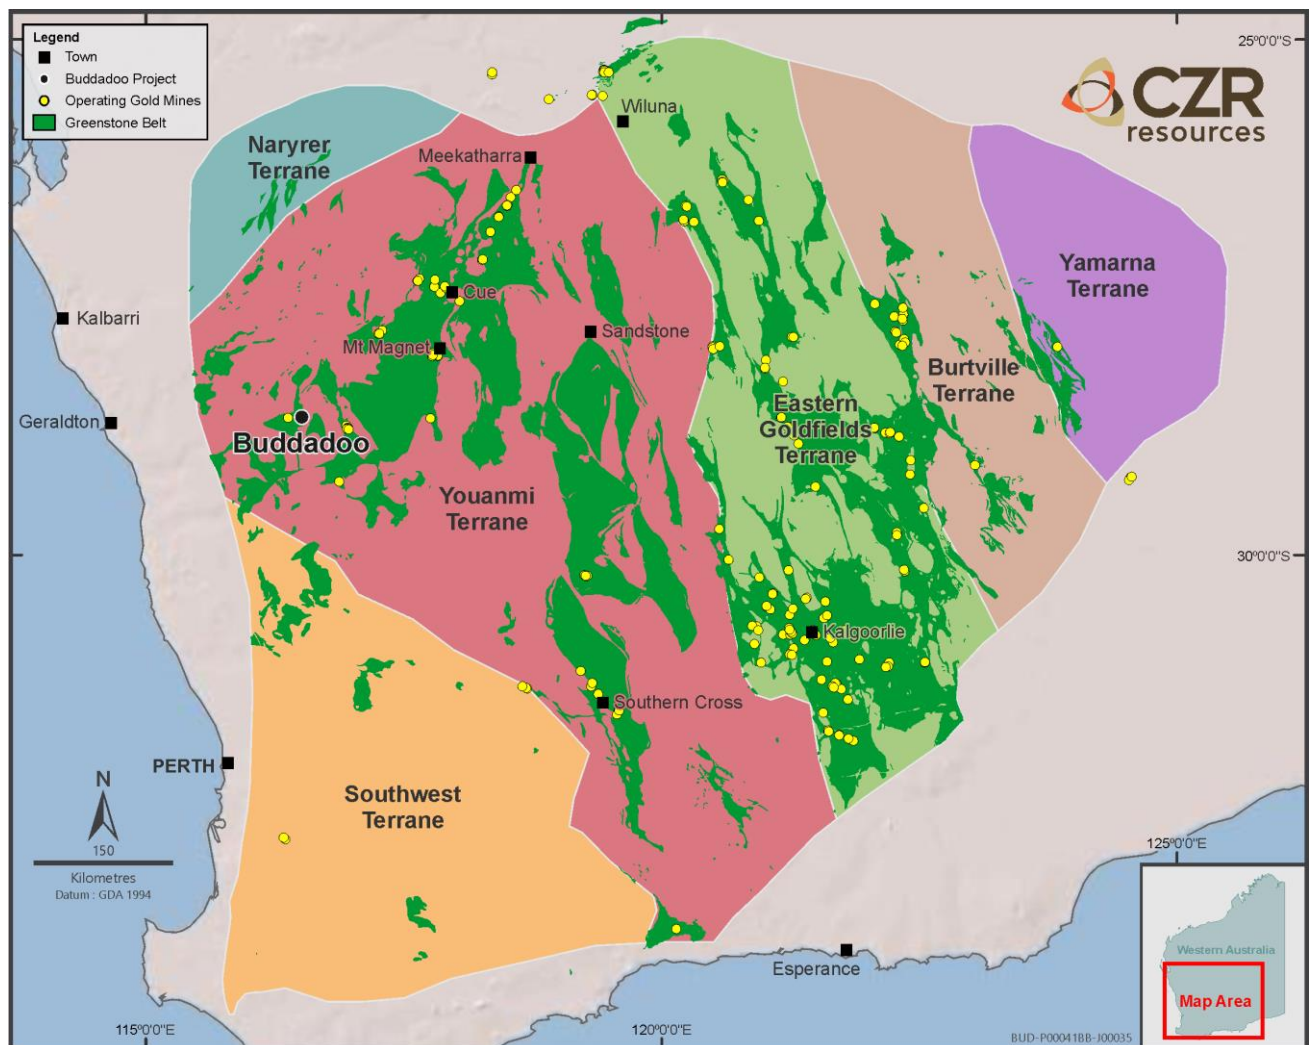 Legend
Town
Buddadoo Project
Operating Gold Mines
Greenstone Belt
25°0'0"S
CZR
resources
Wiluna
Naryrer
Terrane
Meekatharra
Yamarna
Terrane
Cue
Kalbarri
Sandstone
Mt Magnet
Burtville
Terrane
Eastern
Goldfields
Terrane
Geraldton
Buddadoo
Youanmi
Terrane
30°0'0"S
Kalgoorlie
Southern Cross
PERTH
N
150
Kilometres
Datum : GDA 1994
Southwest
Terrane
125°0'0"E
Western Australia
Map Area
Esperance
115°0'0"E
120°0'0"E
BUD-P00041BB-J00035